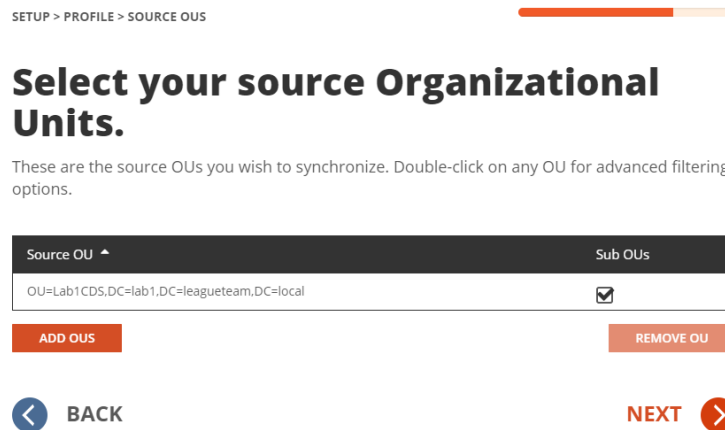 SETUP > PROFILE > SOURCE OUS
Select your source Organizational
Units.
These are the source OUs you wish to synchronize. Double-click on any OU for advanced filtering
options.
Source OU Sub OUs
OU=Lab1CDS,DC=lab1,DC=leagueteam,DC=local
ADD OUS REMOVE OU
BACK NEXT